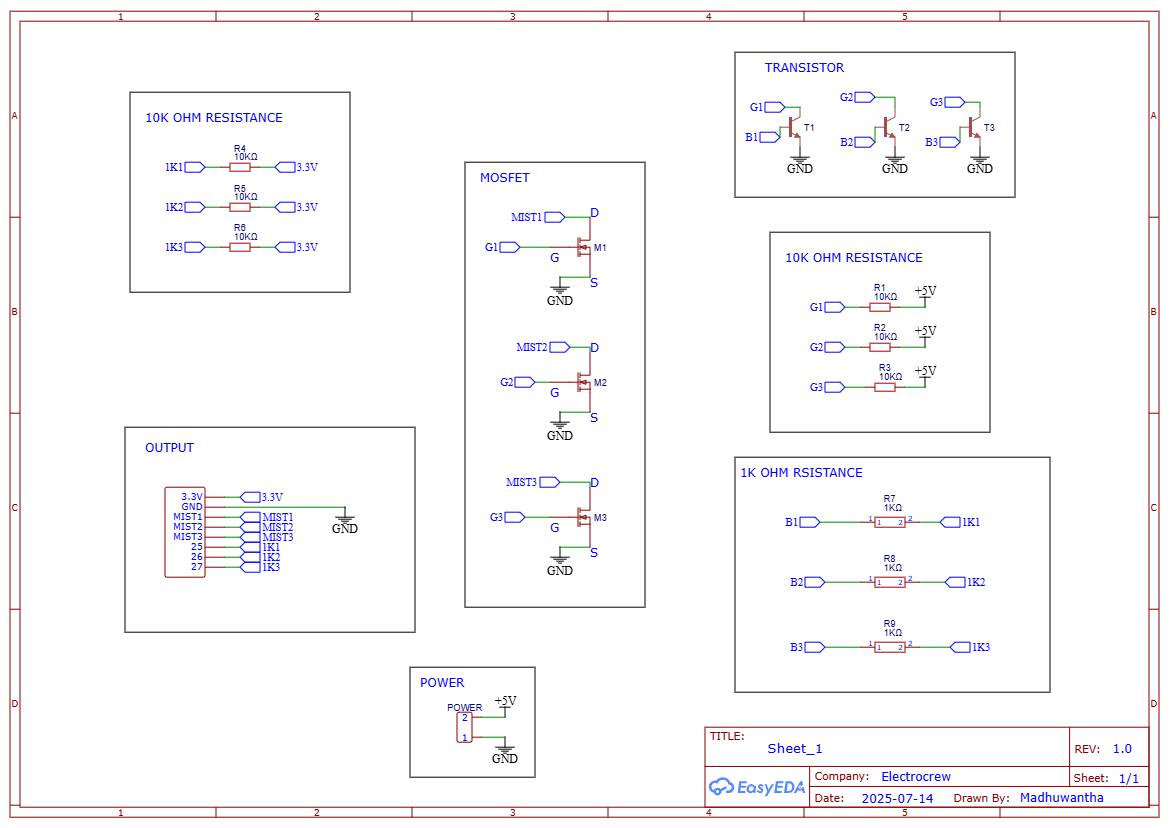 1 2 3 4 5
A A
B B
C C
D D
1 2 3 4 5
10K OHM RESISTANCE
R4
10KΩ
1K1 3.3V
R5
10KΩ
1K2 3.3V
R6
10KΩ
1K3 3.3V
MOSFET
MIST1 D
G1 M1
G
S
GND
MIST2 D
G2 M2
G
S
GND
MIST3 D
G3 M3
G
S
GND
TRANSISTOR
G1 G2 G3
B1 T1 B2 T2 B3 T3
GND GND GND
10K OHM RESISTANCE
R1
10KΩ +5V
G1
R2
10KΩ +5V
G2
R3
10KΩ +5V
G3
OUTPUT
3.3V 3.3V
GND GND
MIST1 MIST1
MIST2 MIST2
MIST3 MIST3
25 1K1
26 1K2
27 1K3
1K OHM RSISTANCE
R7
1KΩ
B1 1 1 2 2 1K1
R8
1KΩ
B2 1 1 2 2 1K2
R9
1KΩ
B3 1 1 2 2 1K3
POWER
POWER +5V
2
1
GND
TITLE:
Sheet_1
REV: 1.0
EasyEDA
Company: Electrocrew
Sheet: 1/1
Date: 2025-07-14 Drawn By: Madhuwantha